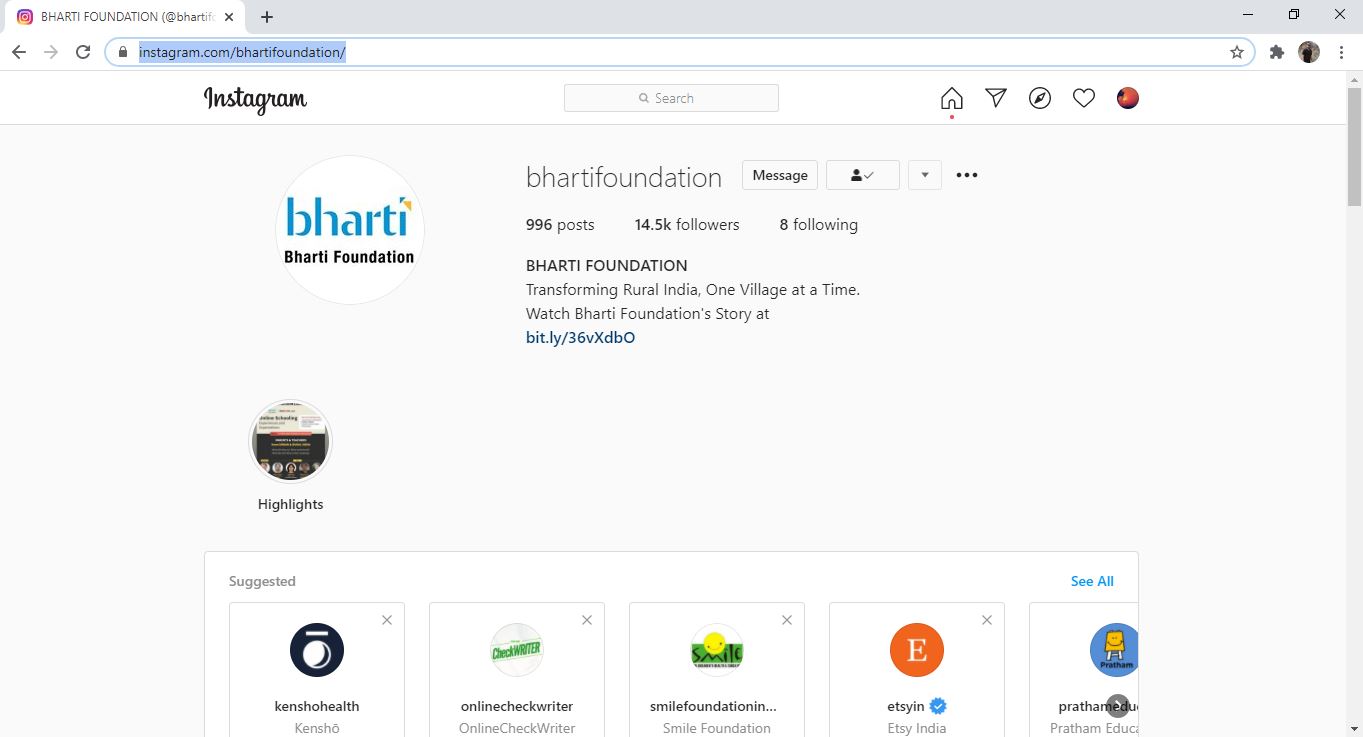 BHARTI FOUNDATION (@bhartif
instagram.com/bhartifoundation/
Instagram
Search
bharti
Bharti Foundation
bhartifoundation
Message
996 posts 14.5k followers 8 following
BHARTI FOUNDATION
Transforming Rural India, One Village at a Time.
Watch Bharti Foundation's Story at
bit.ly/36vXdbO
Online Schooling
Highlights
Suggested
See All
CheckWRITER
smile
E
Pratham
kenshohealth
onlinecheckwriter
smilefoundationin...
etsyin
prathamedu
Kenshō
OnlineCheckWriter
Smile Foundation
Etsy India
Pratham Educa